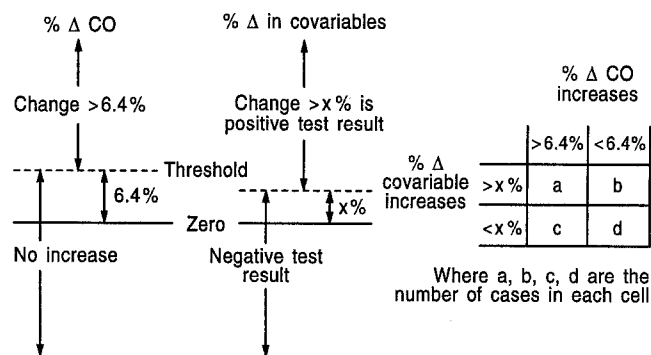 % Δ CO
% Δ in covariables
Change >6.4%
Change >x% is
positive test result
Threshold
6.4%
x%
Zero
No increase
Negative test
result
% Δ CO
increases
>6.4% <6.4%
% Δ
covariable
increases
>x% a b
<x% c d
Where a, b, c, d are the
number of cases in each cell